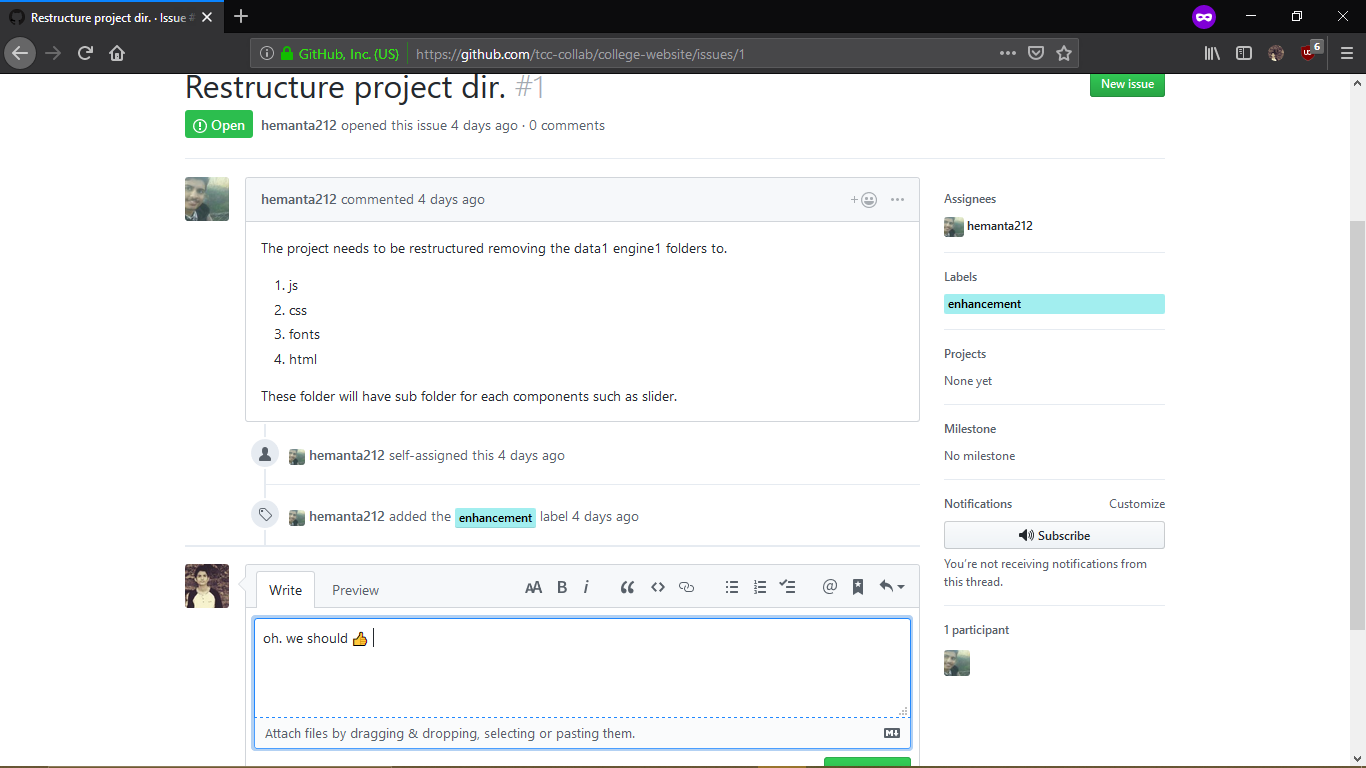 Restructure project dir. · Issue #
GitHub, Inc. (US)
https://github.com/tcc-collab/college-website/issues/1
6
Restructure project dir. #1
New issue
Open
hemanta212 opened this issue 4 days ago · 0 comments
hemanta212 commented 4 days ago
The project needs to be restructured removing the data1 engine1 folders to.
1. js
2. css
3. fonts
4. html
These folder will have sub folder for each components such as slider.
hemanta212 self-assigned this 4 days ago
hemanta212 added the enhancement label 4 days ago
Write
Preview
AA B i
oh. we should 👍
Attach files by dragging & dropping, selecting or pasting them.
Assignees
hemanta212
Labels
enhancement
Projects
None yet
Milestone
No milestone
Notifications
Customize
Subscribe
You're not receiving notifications from
this thread.
1 participant